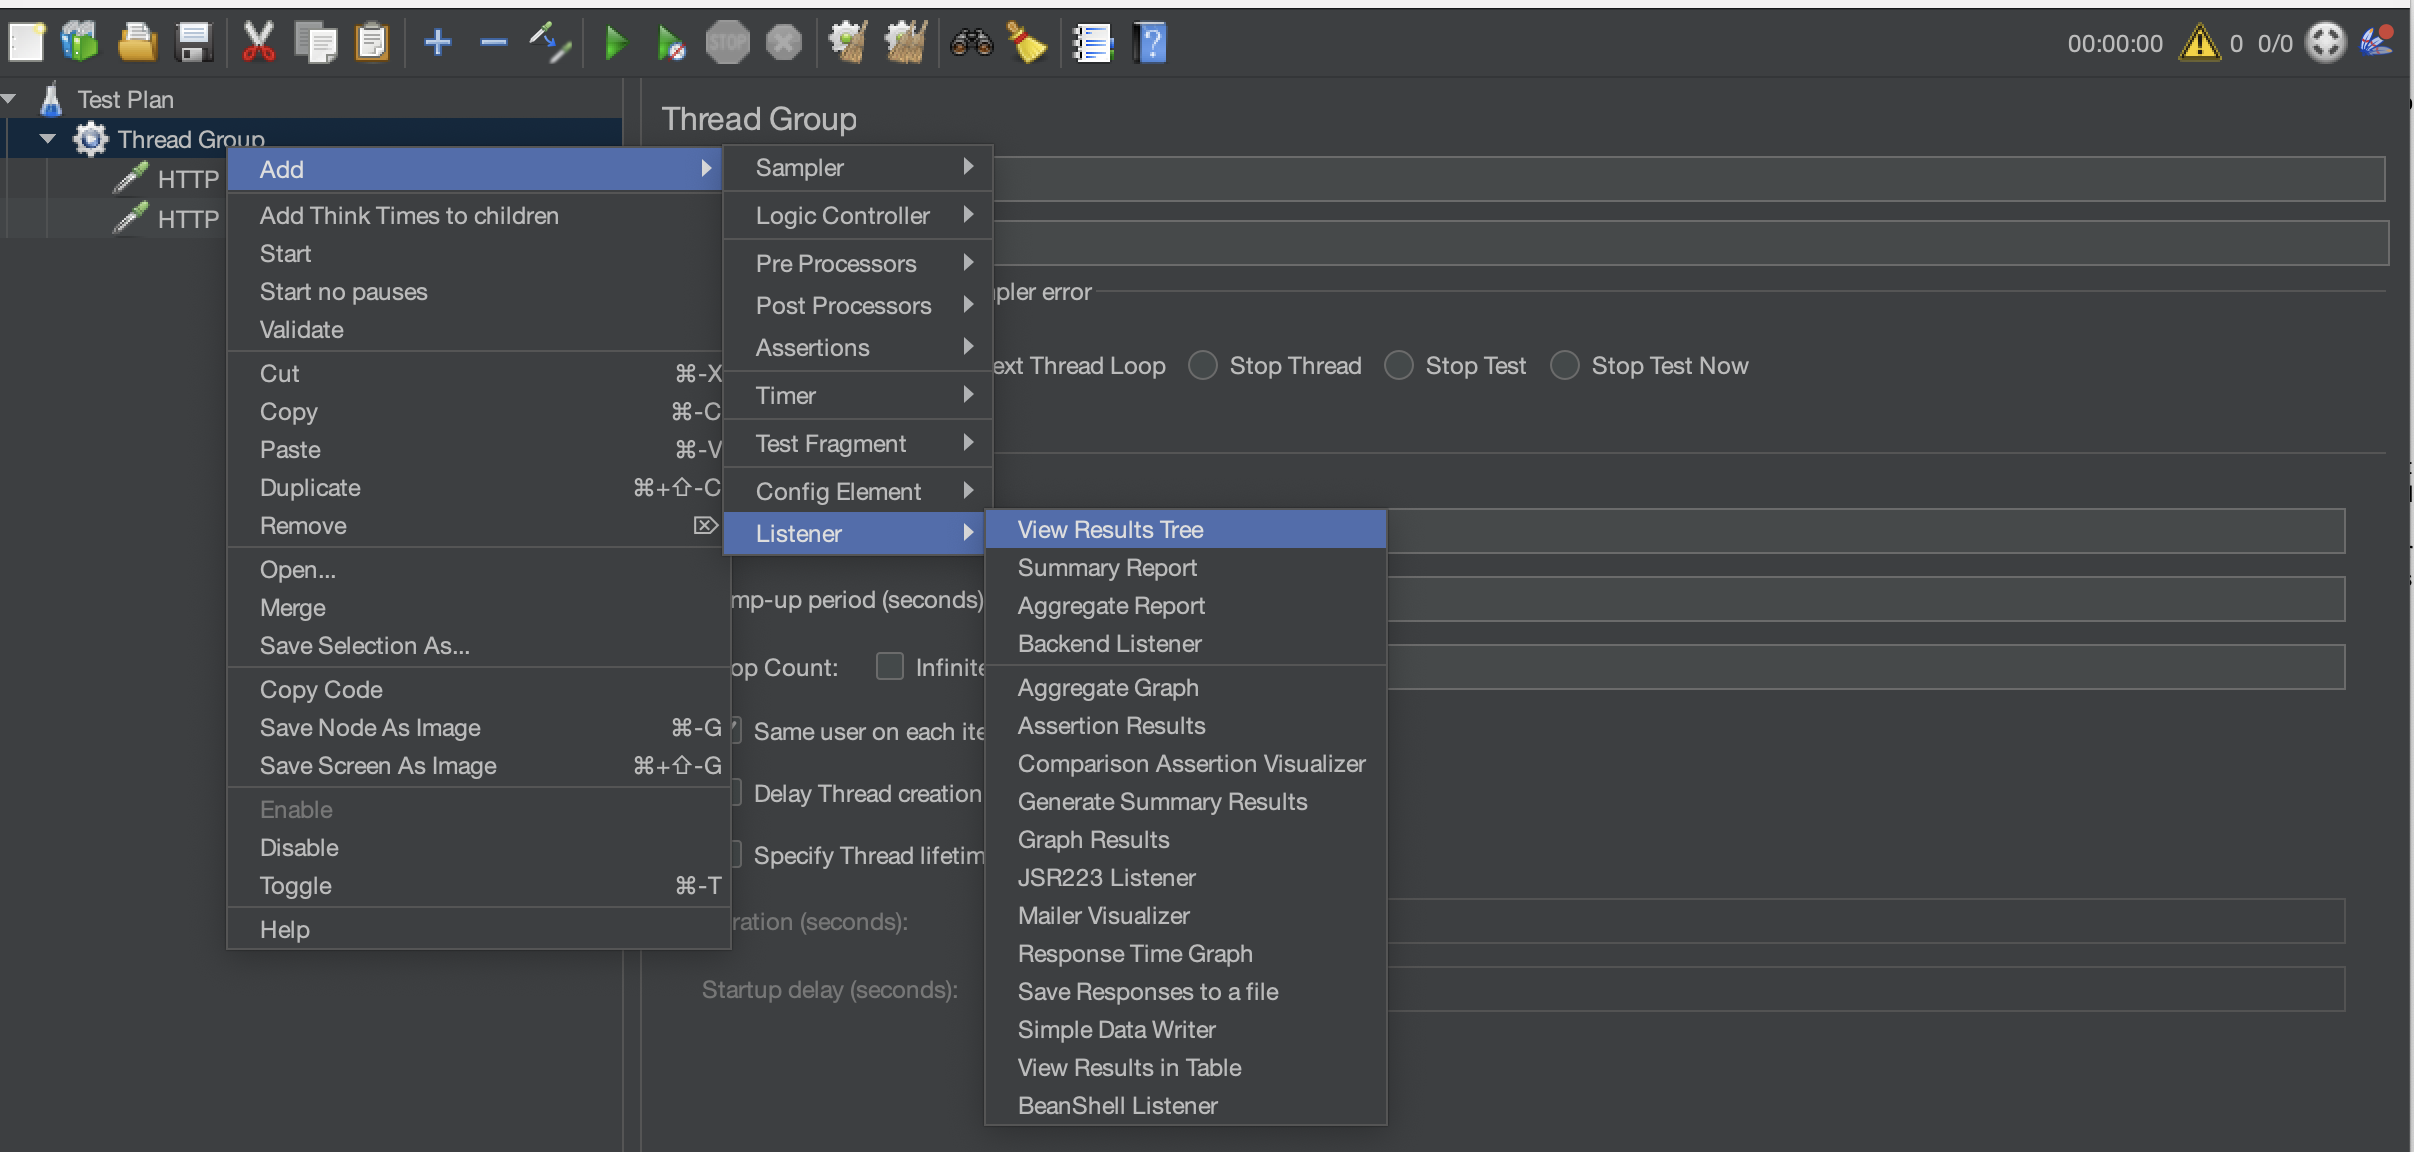 STOP
00:00:00 0 0/0
Test Plan
Thread Group
HTTP
HTTP
Thread Group
Add
Add Think Times to children
Start
Start no pauses
Validate
Cut ⌘-X
Copy ⌘-C
Paste ⌘-V
Duplicate ⌘+⇧-C
Remove ⌦
Open...
Merge
Save Selection As...
Copy Code
Save Node As Image ⌘-G
Save Screen As Image ⌘+⇧-G
Enable
Disable
Toggle ⌘-T
Help
Sampler
Logic Controller
Pre Processors
Post Processors
Assertions
Timer
Test Fragment
Config Element
Listener
View Results Tree
Summary Report
Aggregate Report
Backend Listener
Aggregate Graph
Assertion Results
Comparison Assertion Visualizer
Generate Summary Results
Graph Results
JSR223 Listener
Mailer Visualizer
Response Time Graph
Save Responses to a file
Simple Data Writer
View Results in Table
BeanShell Listener
pler error
ext Thread Loop Stop Thread Stop Test Stop Test Now
mp-up period (seconds)
op Count: Infinite
Same user on each ite
Delay Thread creation
Specify Thread lifetim
ration (seconds):
Startup delay (seconds):